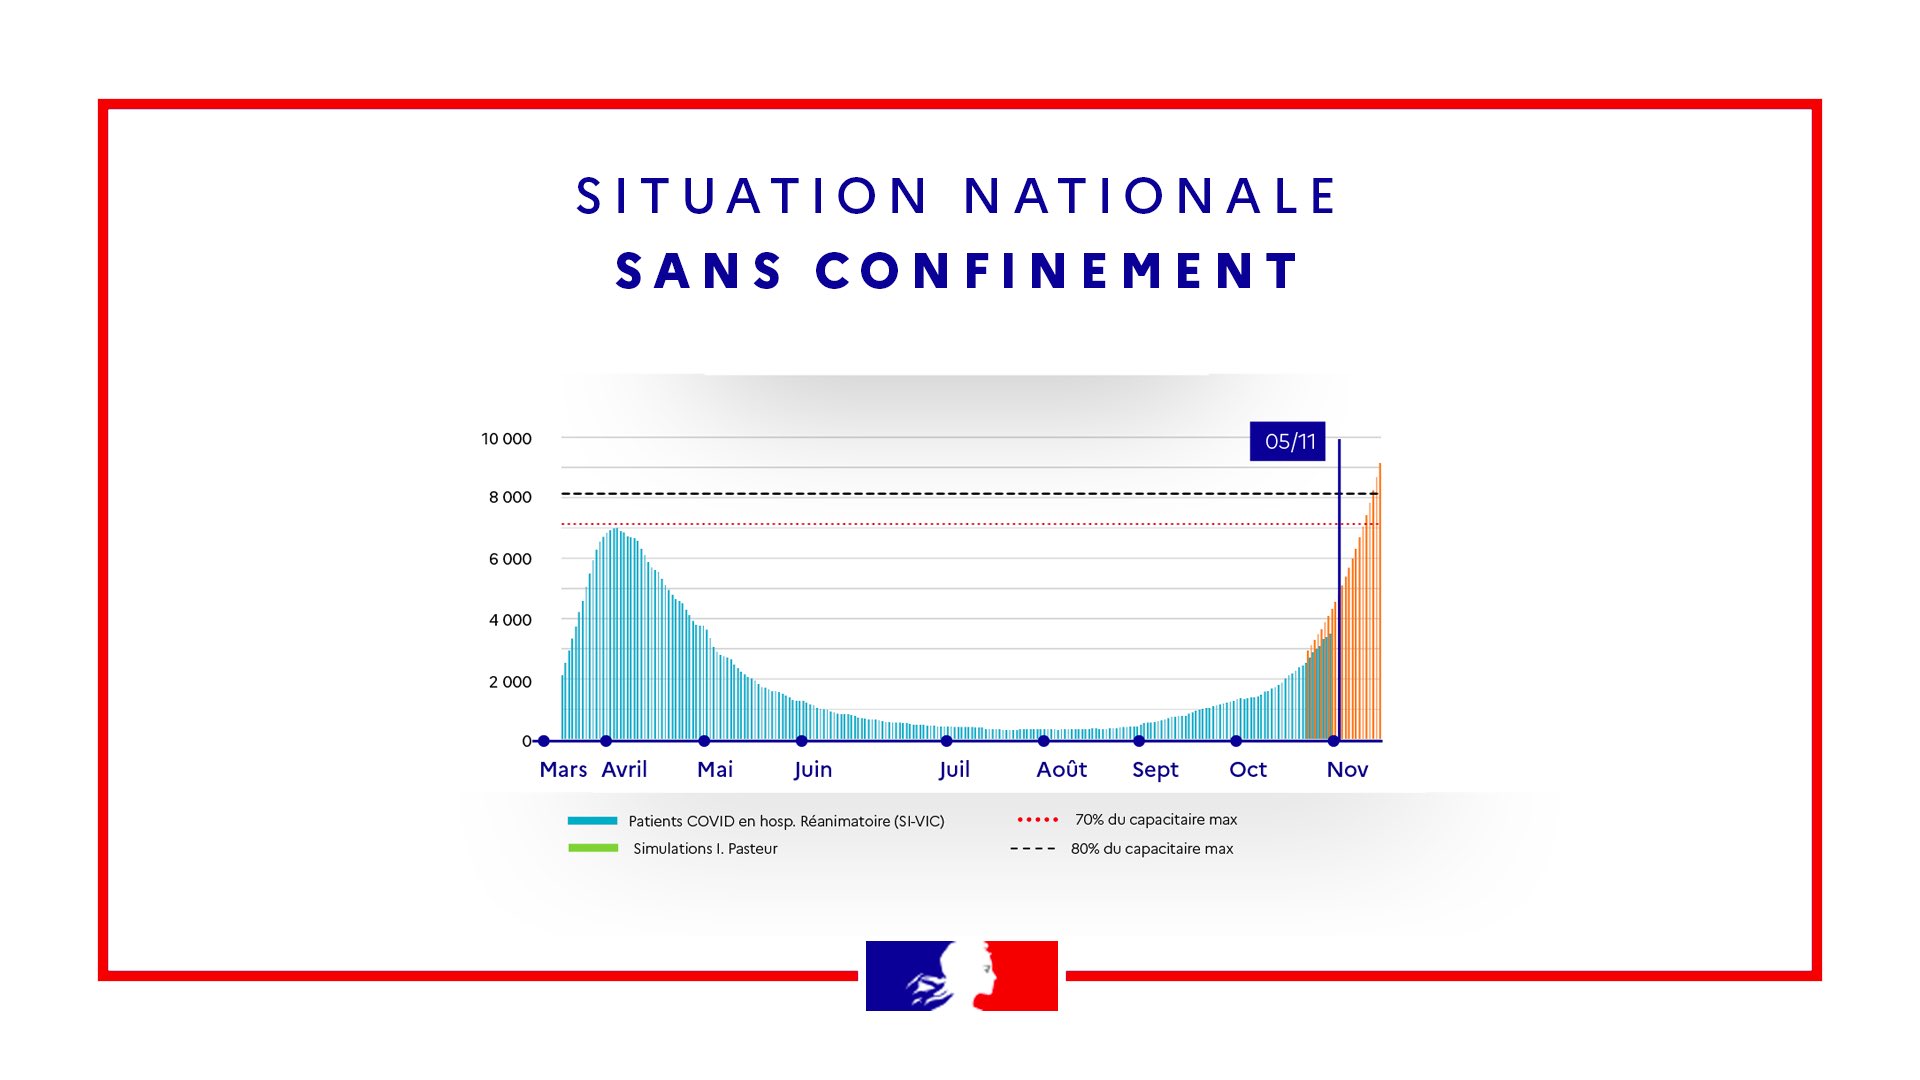 SITUATION NATIONALE
SANS CONFINEMENT
10 000
05/11
8 000
6 000
4 000
2 000
0
Mars Avril Mai Juin Juil Août Sept Oct Nov
Patients COVID en hosp. Réanimatoire (SI-VIC)
70% du capacitaire max
Simulations I. Pasteur
80% du capacitaire max